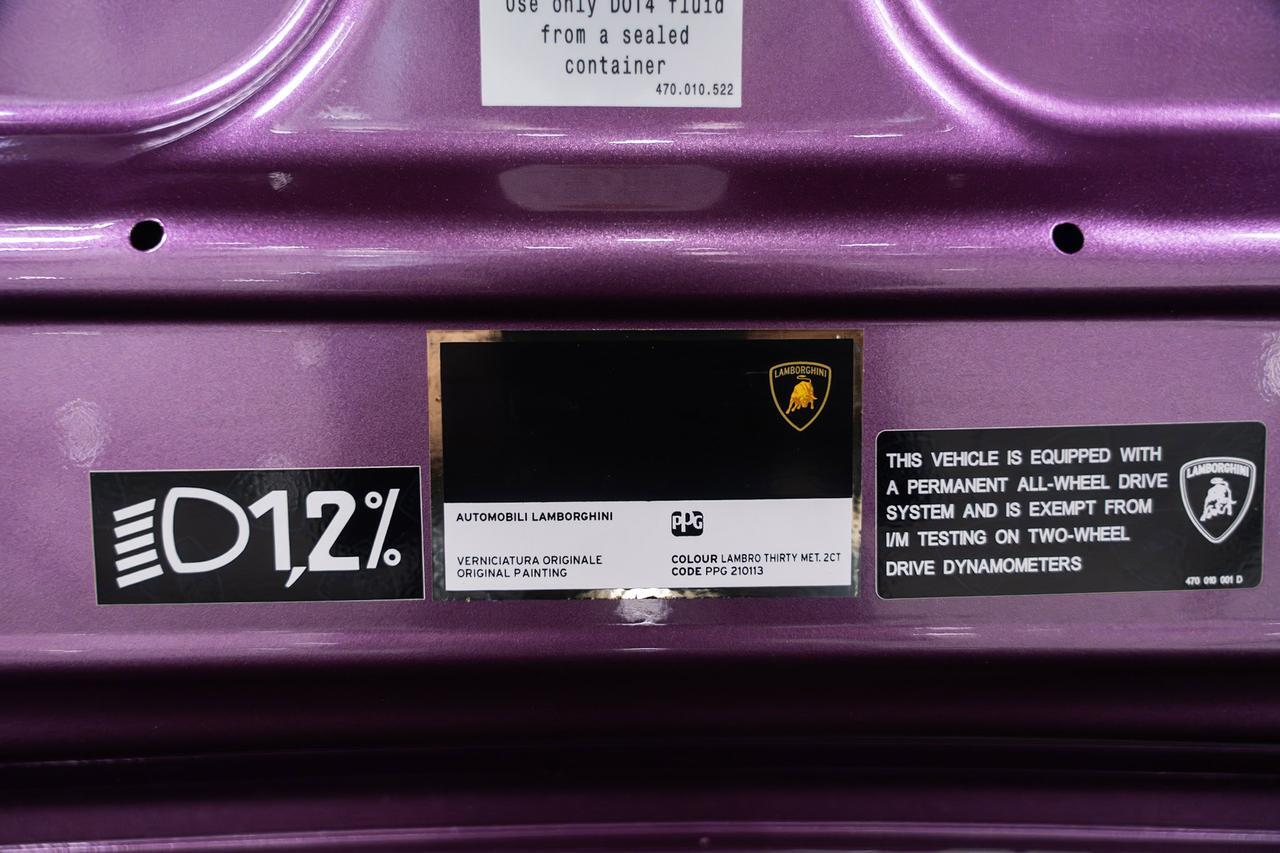 Use only DOT4 fluid
from a sealed
container
470.010.522
1,2%
LAMBORGHINI
AUTOMOBILI LAMBORGHINI
PPG
VERNICIATURA ORIGINALE
ORIGINAL PAINTING
COLOUR LAMBRO THIRTY MET. 2CT
CODE PPG 210113
THIS VEHICLE IS EQUIPPED WITH
A PERMANENT ALL-WHEEL DRIVE
SYSTEM AND IS EXEMPT FROM
I/M TESTING ON TWO-WHEEL
DRIVE DYNAMOMETERS
LAMBORGHINI
470 010 001 D